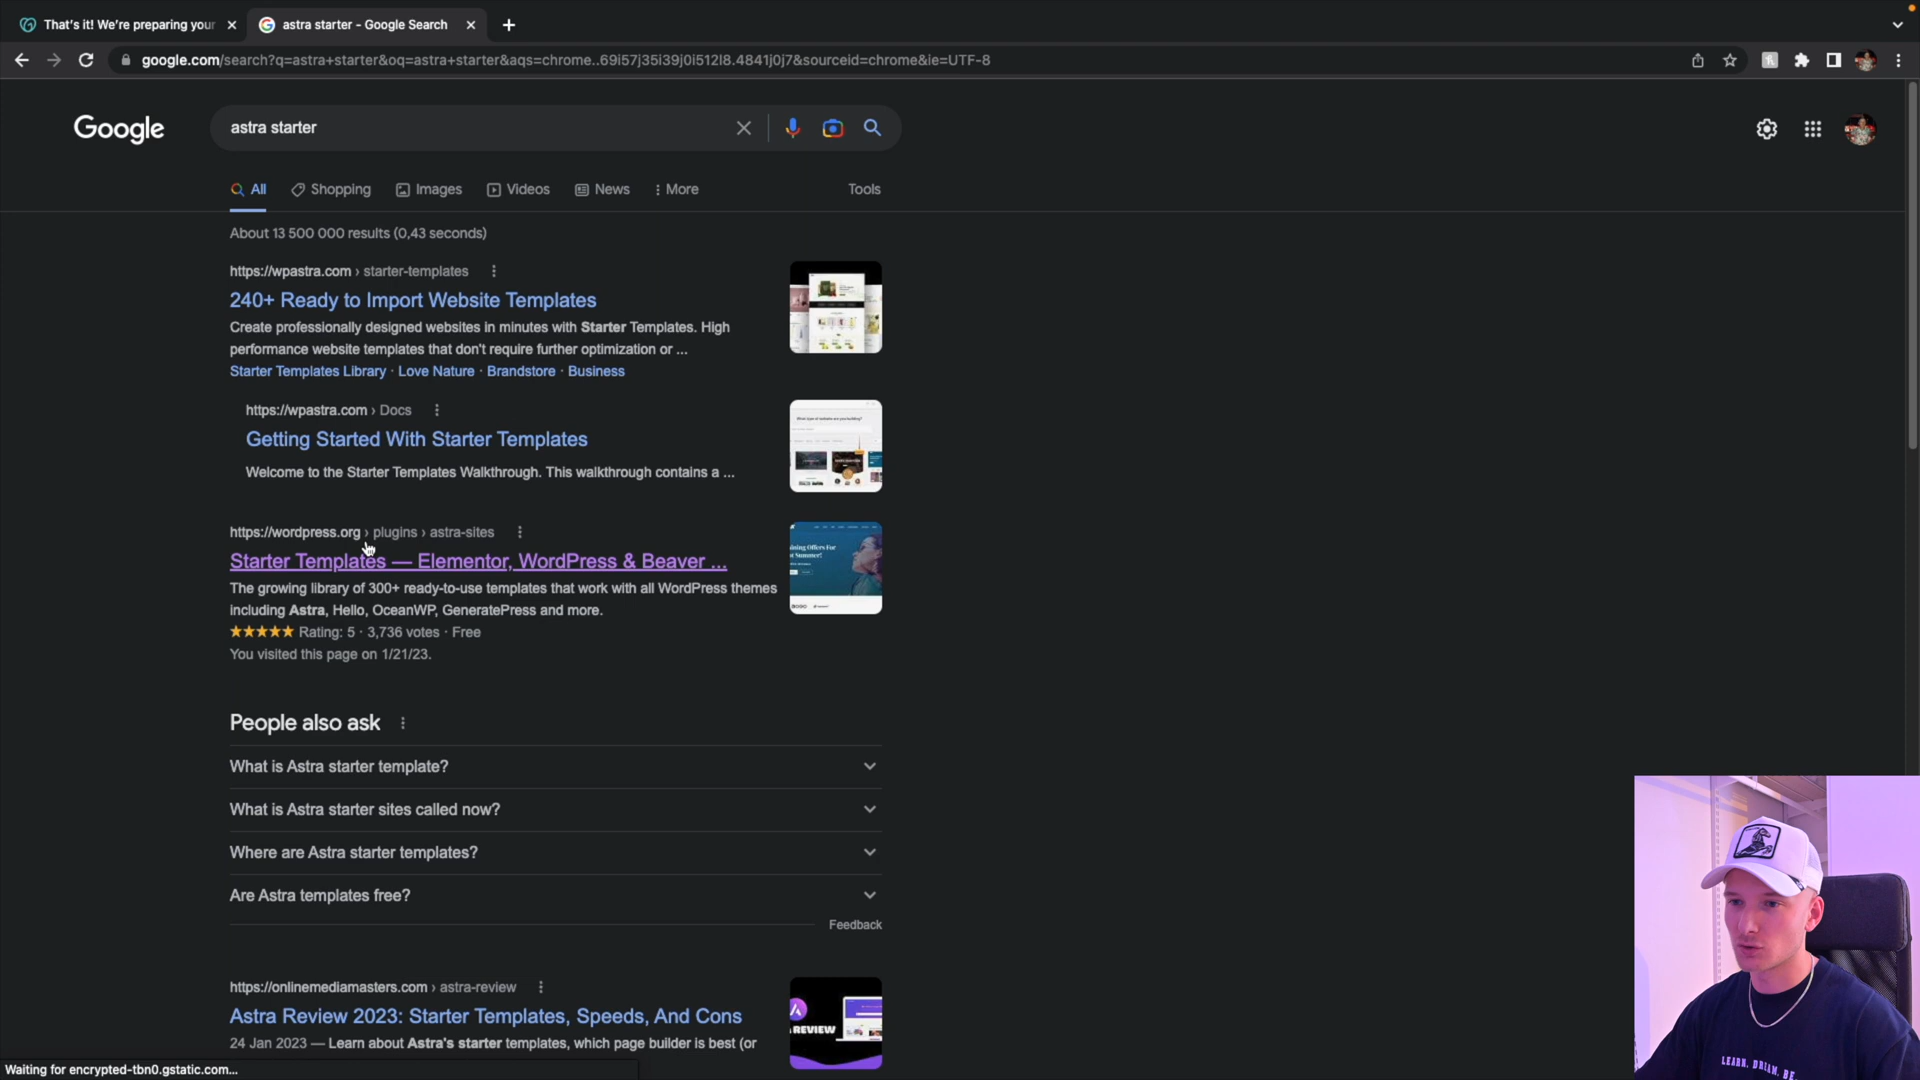 That's it! We're preparing your
astra starter - Google Search
google.com/search?q=astra+starter&oq=astra+starter&aqs=chrome..69i57j35i39j0i512l8.4841j0j7&sourceid=chrome&ie=UTF-8
Google
astra starter
All
Shopping
Images
Videos
News
More
Tools
About 13 500 000 results (0,43 seconds)
https://wpastra.com › starter-templates
240+ Ready to Import Website Templates
Create professionally designed websites in minutes with Starter Templates. High
performance website templates that don't require further optimization or ...
Starter Templates Library · Love Nature · Brandstore · Business
https://wpastra.com › Docs
Getting Started With Starter Templates
Welcome to the Starter Templates Walkthrough. This walkthrough contains a ...
https://wordpress.org › plugins › astra-sites
Starter Templates — Elementor, WordPress & Beaver ...
The growing library of 300+ ready-to-use templates that work with all WordPress themes
including Astra, Hello, OceanWP, GeneratePress and more.
Rating: 5 · 3,736 votes · Free
You visited this page on 1/21/23.
People also ask
What is Astra starter template?
What is Astra starter sites called now?
Where are Astra starter templates?
Are Astra templates free?
Feedback
https://onlinemediamasters.com › astra-review
Astra Review 2023: Starter Templates, Speeds, And Cons
24 Jan 2023 — Learn about Astra's starter templates, which page builder is best (or
REVIEW
Waiting for encrypted-tbn0.gstatic.com...
LEARN. DREAM. BE.